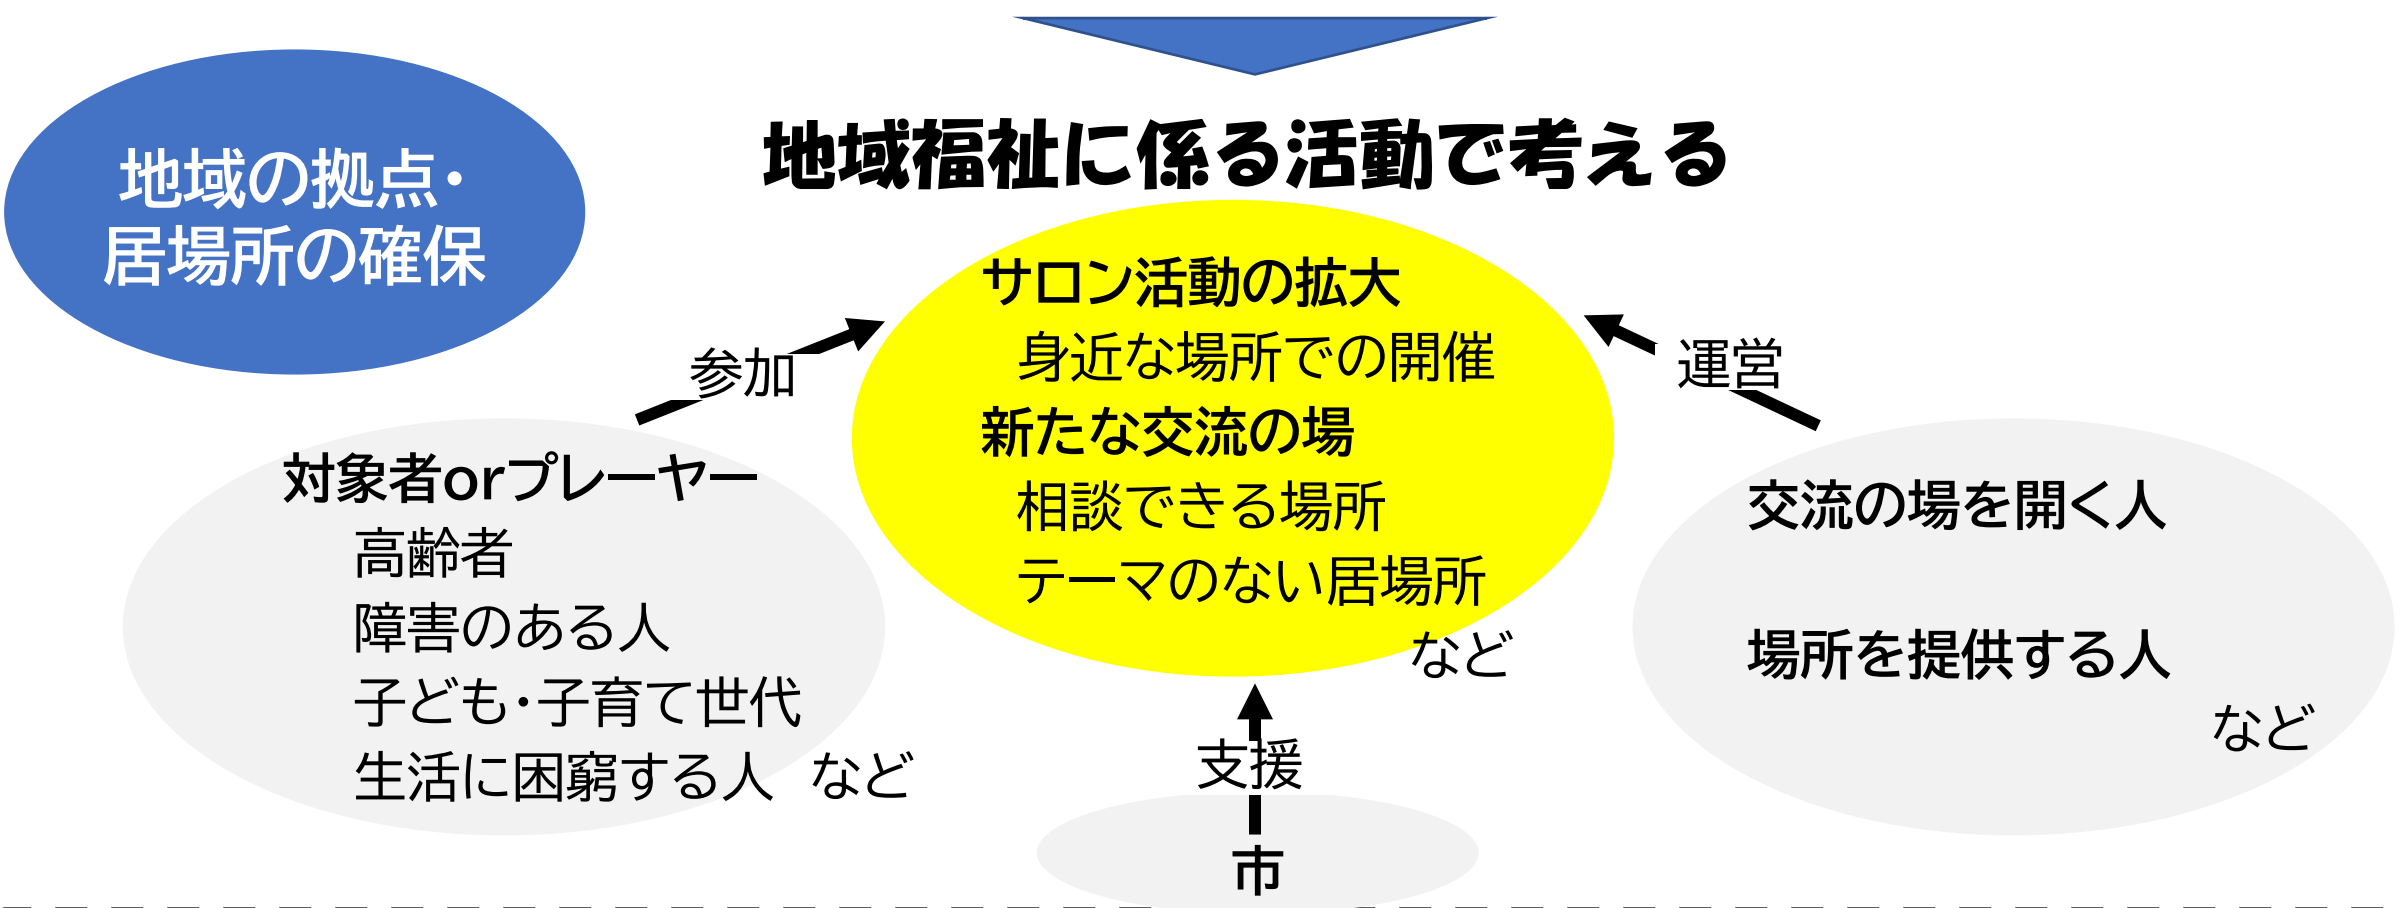 地域福祉に係る活動で考える
地域の拠点・
居場所の確保
サロン活動の拡大
身近な場所での開催
新たな交流の場
相談できる場所
テーマのない居場所
など
参加
運営
対象者orプレーヤー
高齢者
障害のある人
子ども・子育て世代
生活に困窮する人 など
交流の場を開く人
場所を提供する人
など
支援
市